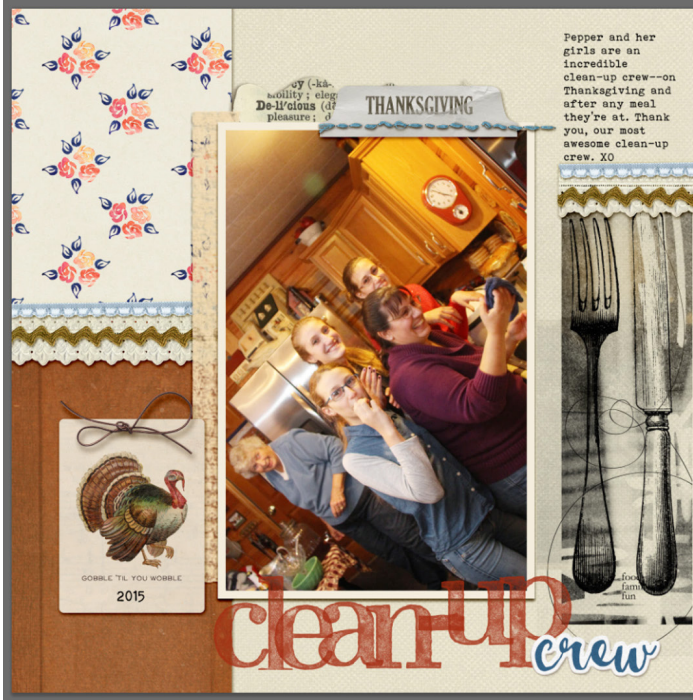 Pepper and her
girls are an
incredible
clean-up crew--on
Thanksgiving and
after any meal
they're at. Thank
you, our most
awesome clean-up
crew. XO
De-li'cious
pleasure;
THANKSGIVING
GOBBLE 'TIL YOU WOBBLE
2015
fun
clean-up
crew